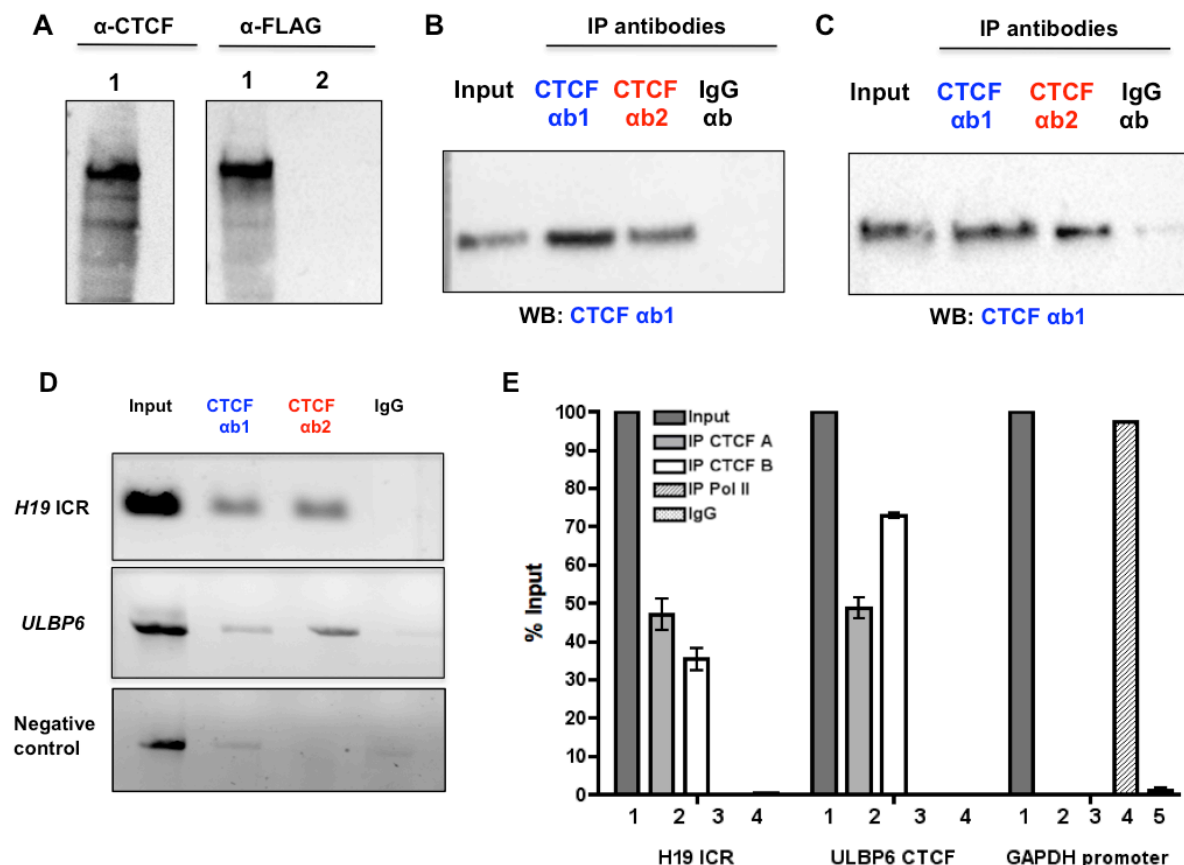 A
α-CTCF
α-FLAG
1
1
2
B
IP antibodies
Input
CTCF
αb1
CTCF
αb2
IgG
αb
WB: CTCF αb1
C
IP antibodies
Input
CTCF
αb1
CTCF
αb2
IgG
αb
WB: CTCF αb1
D
Input
CTCF
αb1
CTCF
αb2
IgG
H19 ICR
ULBP6
Negative
control
E
% Input
100
90
80
70
60
50
40
30
20
10
0
Input
IP CTCF A
IP CTCF B
IP Pol II
IgG
1 2 3 4
1 2 3 4
1 2 3 4 5
H19 ICR
ULBP6 CTCF
GAPDH promoter